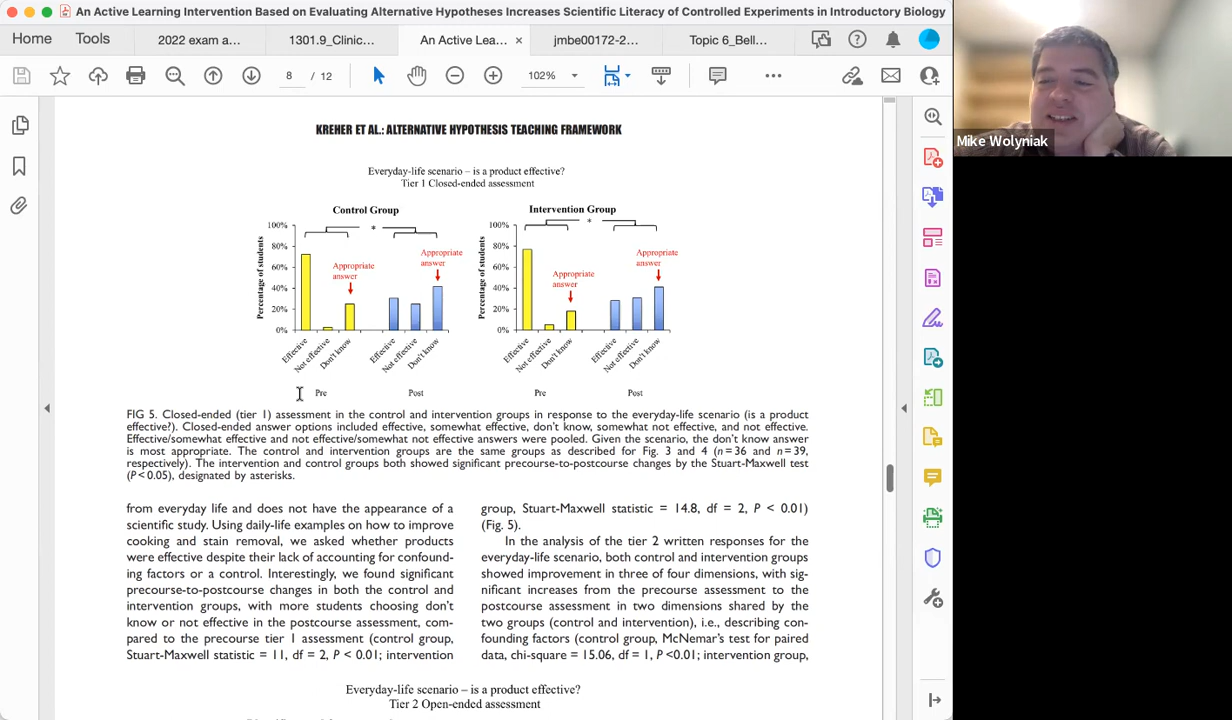 An Active Learning Intervention Based on Evaluating Alternative Hypotheses Increases Scientific Literacy of Controlled Experiments in Introductory Biology
Home Tools 2022 exam a... 1301.9_Clinic... An Active Lea... × jmbe00172-2... Topic 6_Bell...
8 / 12 102%
Mike Wolyniak
KREHER ET AL.: ALTERNATIVE HYPOTHESIS TEACHING FRAMEWORK
Everyday-life scenario – is a product effective?
Tier 1 Closed-ended assessment
Control Group
Percentage of students
100%
80%
60%
40%
20%
0%
*
Appropriate
answer
Appropriate
answer
Effective
Not effective
Don't know
Effective
Not effective
Don't know
Pre
Post
Intervention Group
Percentage of students
100%
80%
60%
40%
20%
0%
*
Appropriate
answer
Appropriate
answer
Effective
Not effective
Don't know
Effective
Not effective
Don't know
Pre
Post
FIG 5. Closed-ended (tier 1) assessment in the control and intervention groups in response to the everyday-life scenario (is a product
effective?). Closed-ended answer options included effective, somewhat effective, don't know, somewhat not effective, and not effective.
Effective/somewhat effective and not effective/somewhat not effective answers were pooled. Given the scenario, the don't know answer
is most appropriate. The control and intervention groups are the same groups as described for Fig. 3 and 4 (n = 36 and n = 39,
respectively). The intervention and control groups both showed significant precourse-to-postcourse changes by the Stuart-Maxwell test
(P < 0.05), designated by asterisks.
from everyday life and does not have the appearance of a
scientific study. Using daily-life examples on how to improve
cooking and stain removal, we asked whether products
were effective despite their lack of accounting for confound-
ing factors or a control. Interestingly, we found significant
precourse-to-postcourse changes in both the control and
intervention groups, with more students choosing don't
know or not effective in the postcourse assessment, com-
pared to the precourse tier 1 assessment (control group,
Stuart-Maxwell statistic = 11, df = 2, P < 0.01; intervention
group, Stuart-Maxwell statistic = 14.8, df = 2, P < 0.01)
(Fig. 5).
In the analysis of the tier 2 written responses for the
everyday-life scenario, both control and intervention groups
showed improvement in three of four dimensions, with sig-
nificant increases from the precourse assessment to the
postcourse assessment in two dimensions shared by the
two groups (control and intervention), i.e., describing con-
founding factors (control group, McNemar's test for paired
data, chi-square = 15.06, df = 1, P <0.01; intervention group,
Everyday-life scenario – is a product effective?
Tier 2 Open-ended assessment